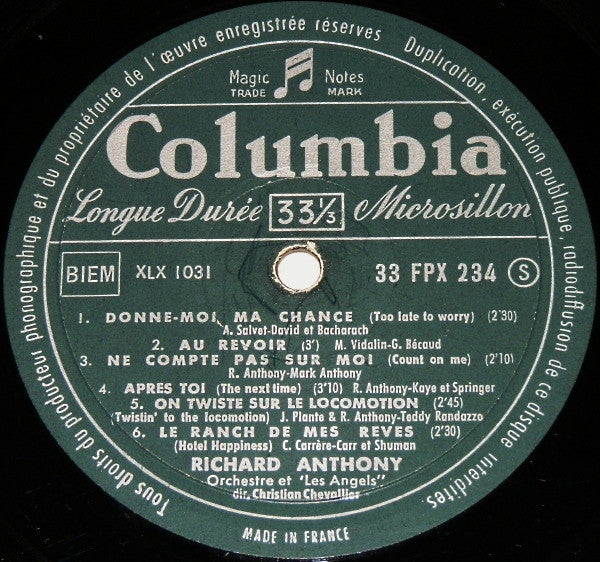 Tous droits du producteur phonographique et du propriétaire de l'œuvre enregistrée réservés Duplication, exécution publique, radiodiffusion de ce disque interdites
Magic Notes
TRADE MARK
Columbia
Longue Durée 33⅓ Microsillon
BIEM XLX 1031 33 FPX 234 S
1. DONNE-MOI, MA CHANCE (Too late to worry) (2'30)
A. Salvet-David et Bacharach
2. AU REVOIR (3') M. Vidalin-G. Bécaud
3. NE COMPTE PAS SUR MOI (Count on me) (2'10)
R. Anthony-Mark Anthony
4. APRES TOI (The next time) (3'10) R. Anthony-Kaye et Springer
5. ON TWISTE SUR LE LOCOMOTION (2'45)
(Twistin' to the locomotion) J. Plante & R. Anthony-Teddy Randazzo
6. LE RANCH DE MES REVES (2'30)
(Hotel Happiness) C. Carrère-Carr et Shuman
RICHARD ANTHONY
Orchestre et "Les Angels"
dir. Christian Chevallier
MADE IN FRANCE